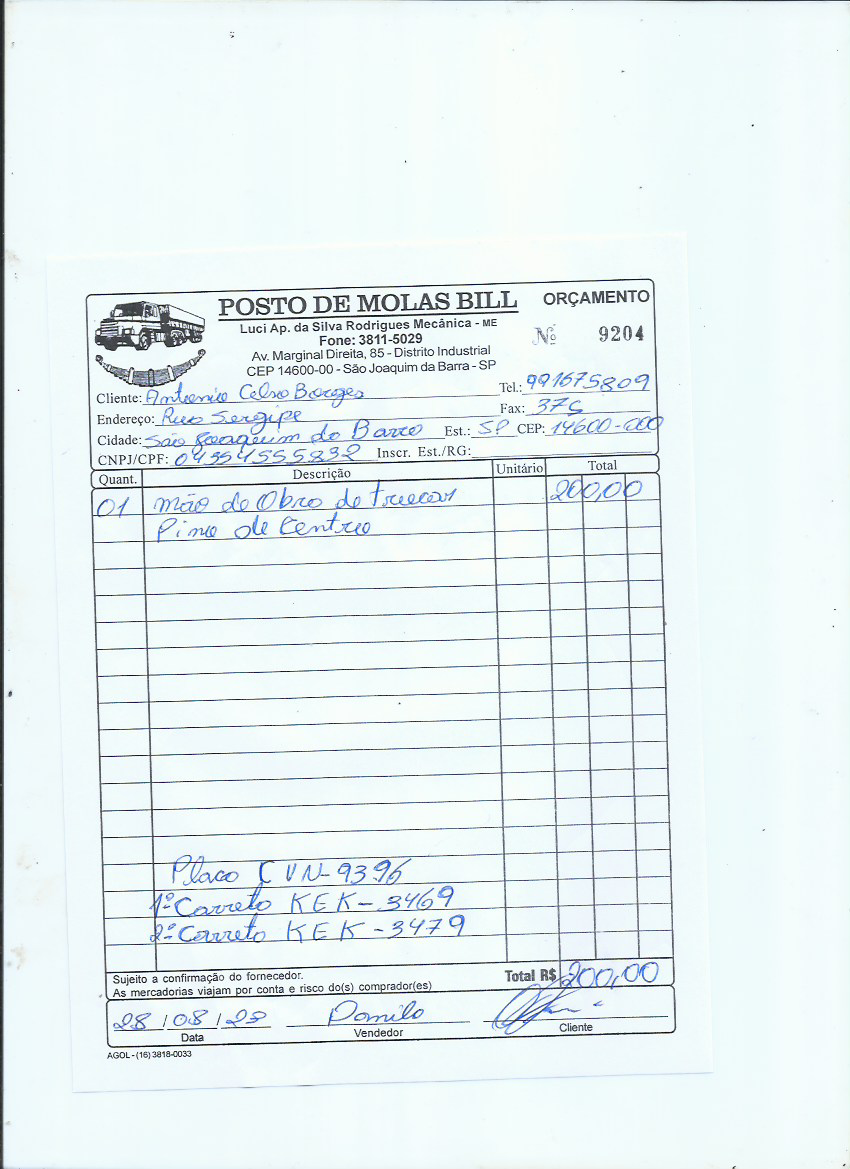 POSTO DE MOLAS BILL ORÇAMENTO
Luci Ap. da Silva Rodrigues Mecânica - ME
Nº 9204
Fone: 3811-5029
Av. Marginal Direita, 85 - Distrito Industrial
CEP 14600-00 - São Joaquim da Barra - SP
Cliente: Antonio Celso Borges Tel.: 991675809
Endereço: Rua Sergipe Fax: 375
Cidade: São Joaquim da Barra Est.: SP CEP: 14600-000
CNPJ/CPF: 04354555832 Inscr. Est./RG:
Quant. Descrição Unitário Total
01 Mão de Obra de trocar 200,00
Pino de Centro
Placa CVN-9396
1º Carreta KEK-3469
2º Carreta KEK-3479
Sujeito a confirmação do fornecedor.
As mercadorias viajam por conta e risco do(s) comprador(es)
Total R$ 200,00
28/08/20 Danilo
Data Vendedor Cliente
AGOL - (16) 3818-0033